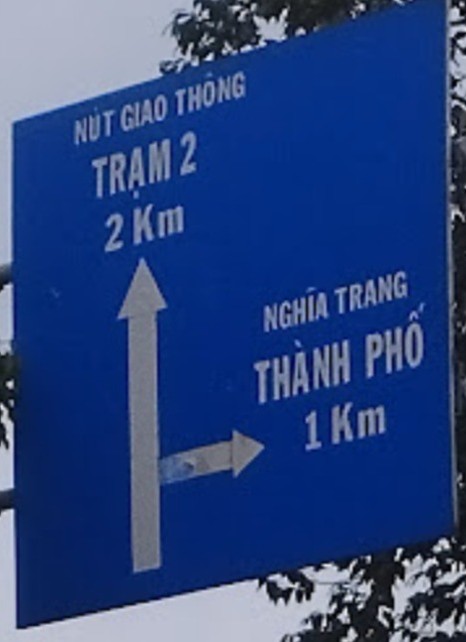 NÚT GIAO THÔNG
TRẠM 2
2 Km
NGHĨA TRANG
THÀNH PHỐ
1 Km